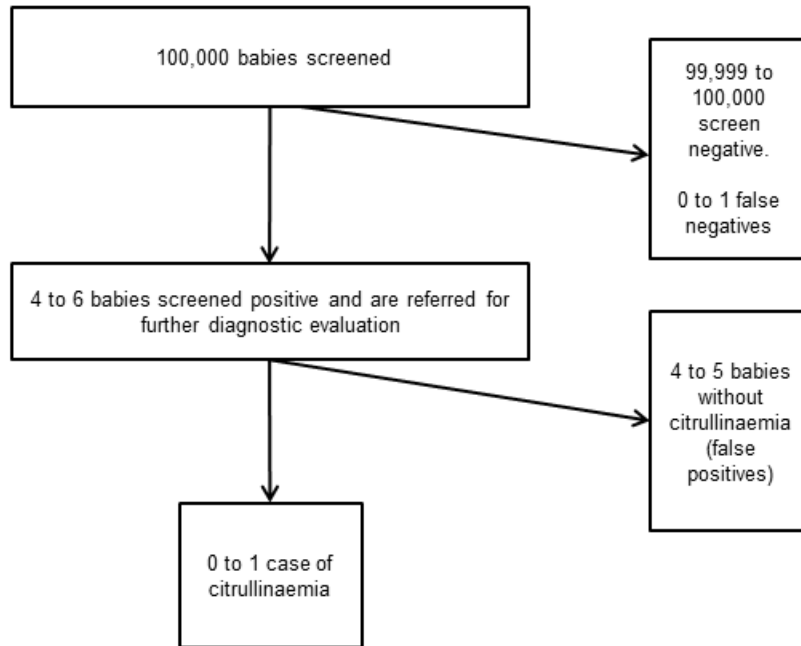 100,000 babies screened
99,999 to
100,000
screen
negative.
0 to 1 false
negatives
4 to 6 babies screened positive and are referred for
further diagnostic evaluation
4 to 5 babies
without
citrullinaemia
(false
positives)
0 to 1 case of
citrullinaemia